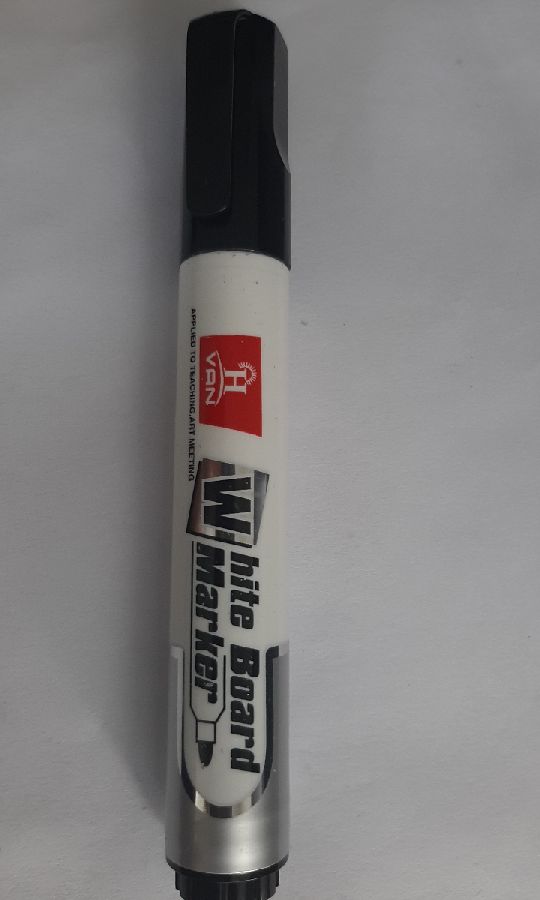 H
VAN
White Board
Marker
APPLIED TO TEACHING.ART MEETING